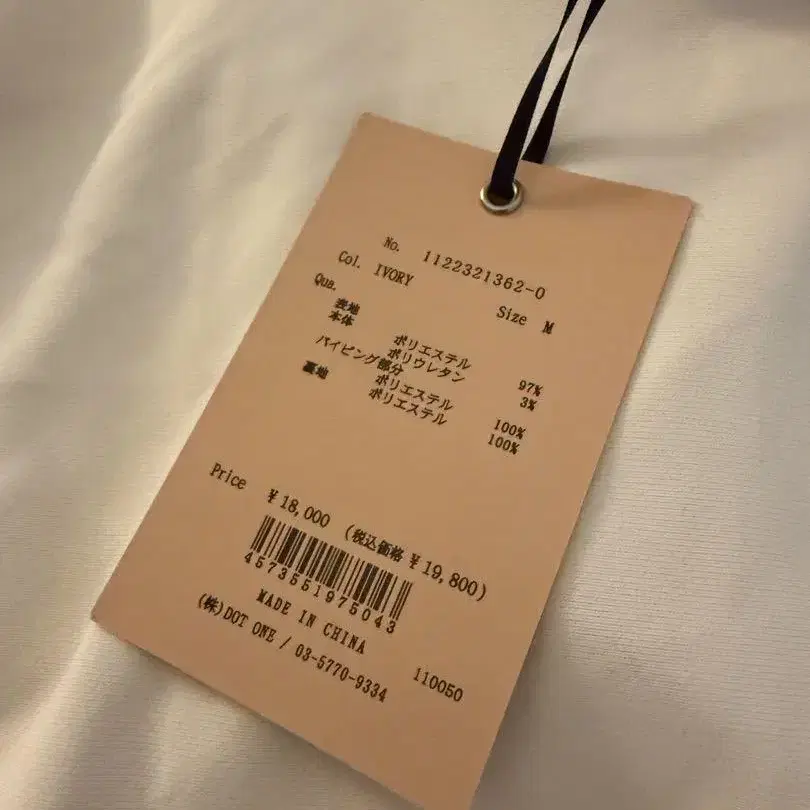 No. 1122321362-0
Col. IVORY Size M
Qua.
表地
本体 ポリエステル 97%
ポリウレタン 3%
パイピング部分
ポリエステル 100%
裏地 ポリエステル 100%
Price ¥18,000 (税込価格 ¥19,800)
4573551975043
MADE IN CHINA
(株)DOT ONE / 03-5770-9334
110050